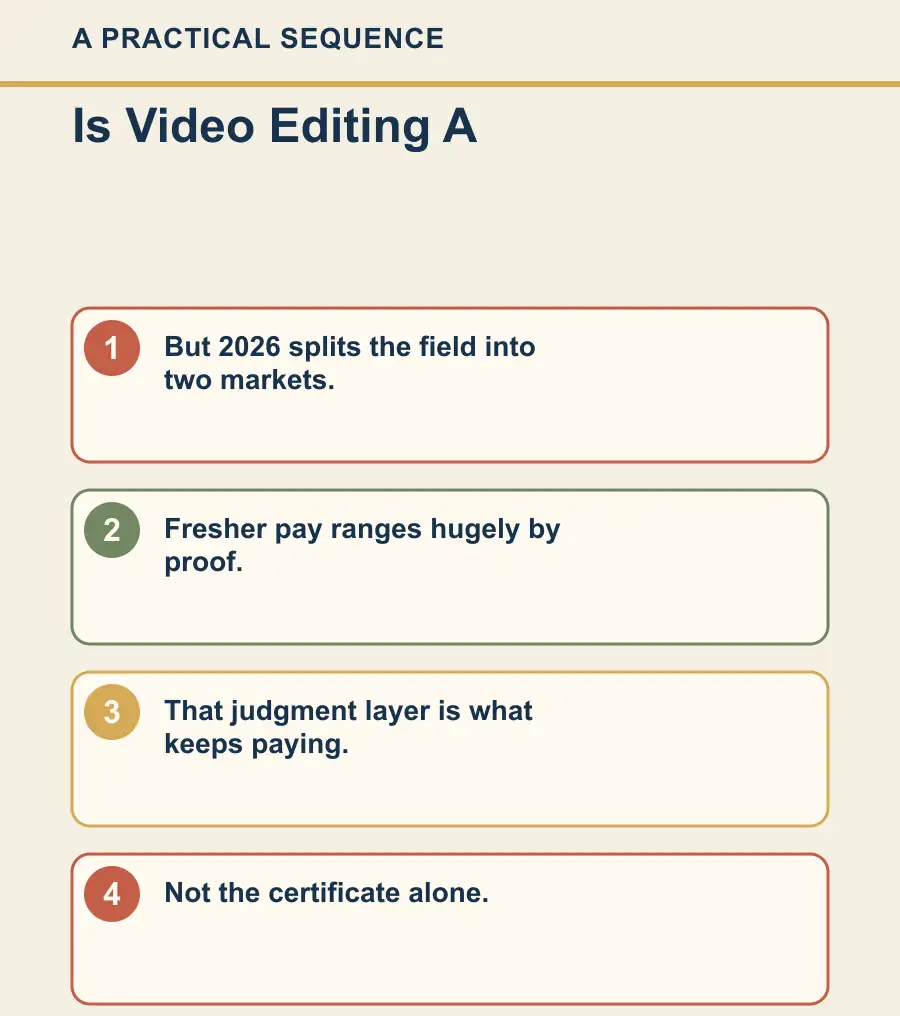 A PRACTICAL SEQUENCE
Is Video Editing A
1
But 2026 splits the field into
two markets.
2
Fresher pay ranges hugely by
proof.
3
That judgment layer is what
keeps paying.
4
Not the certificate alone.